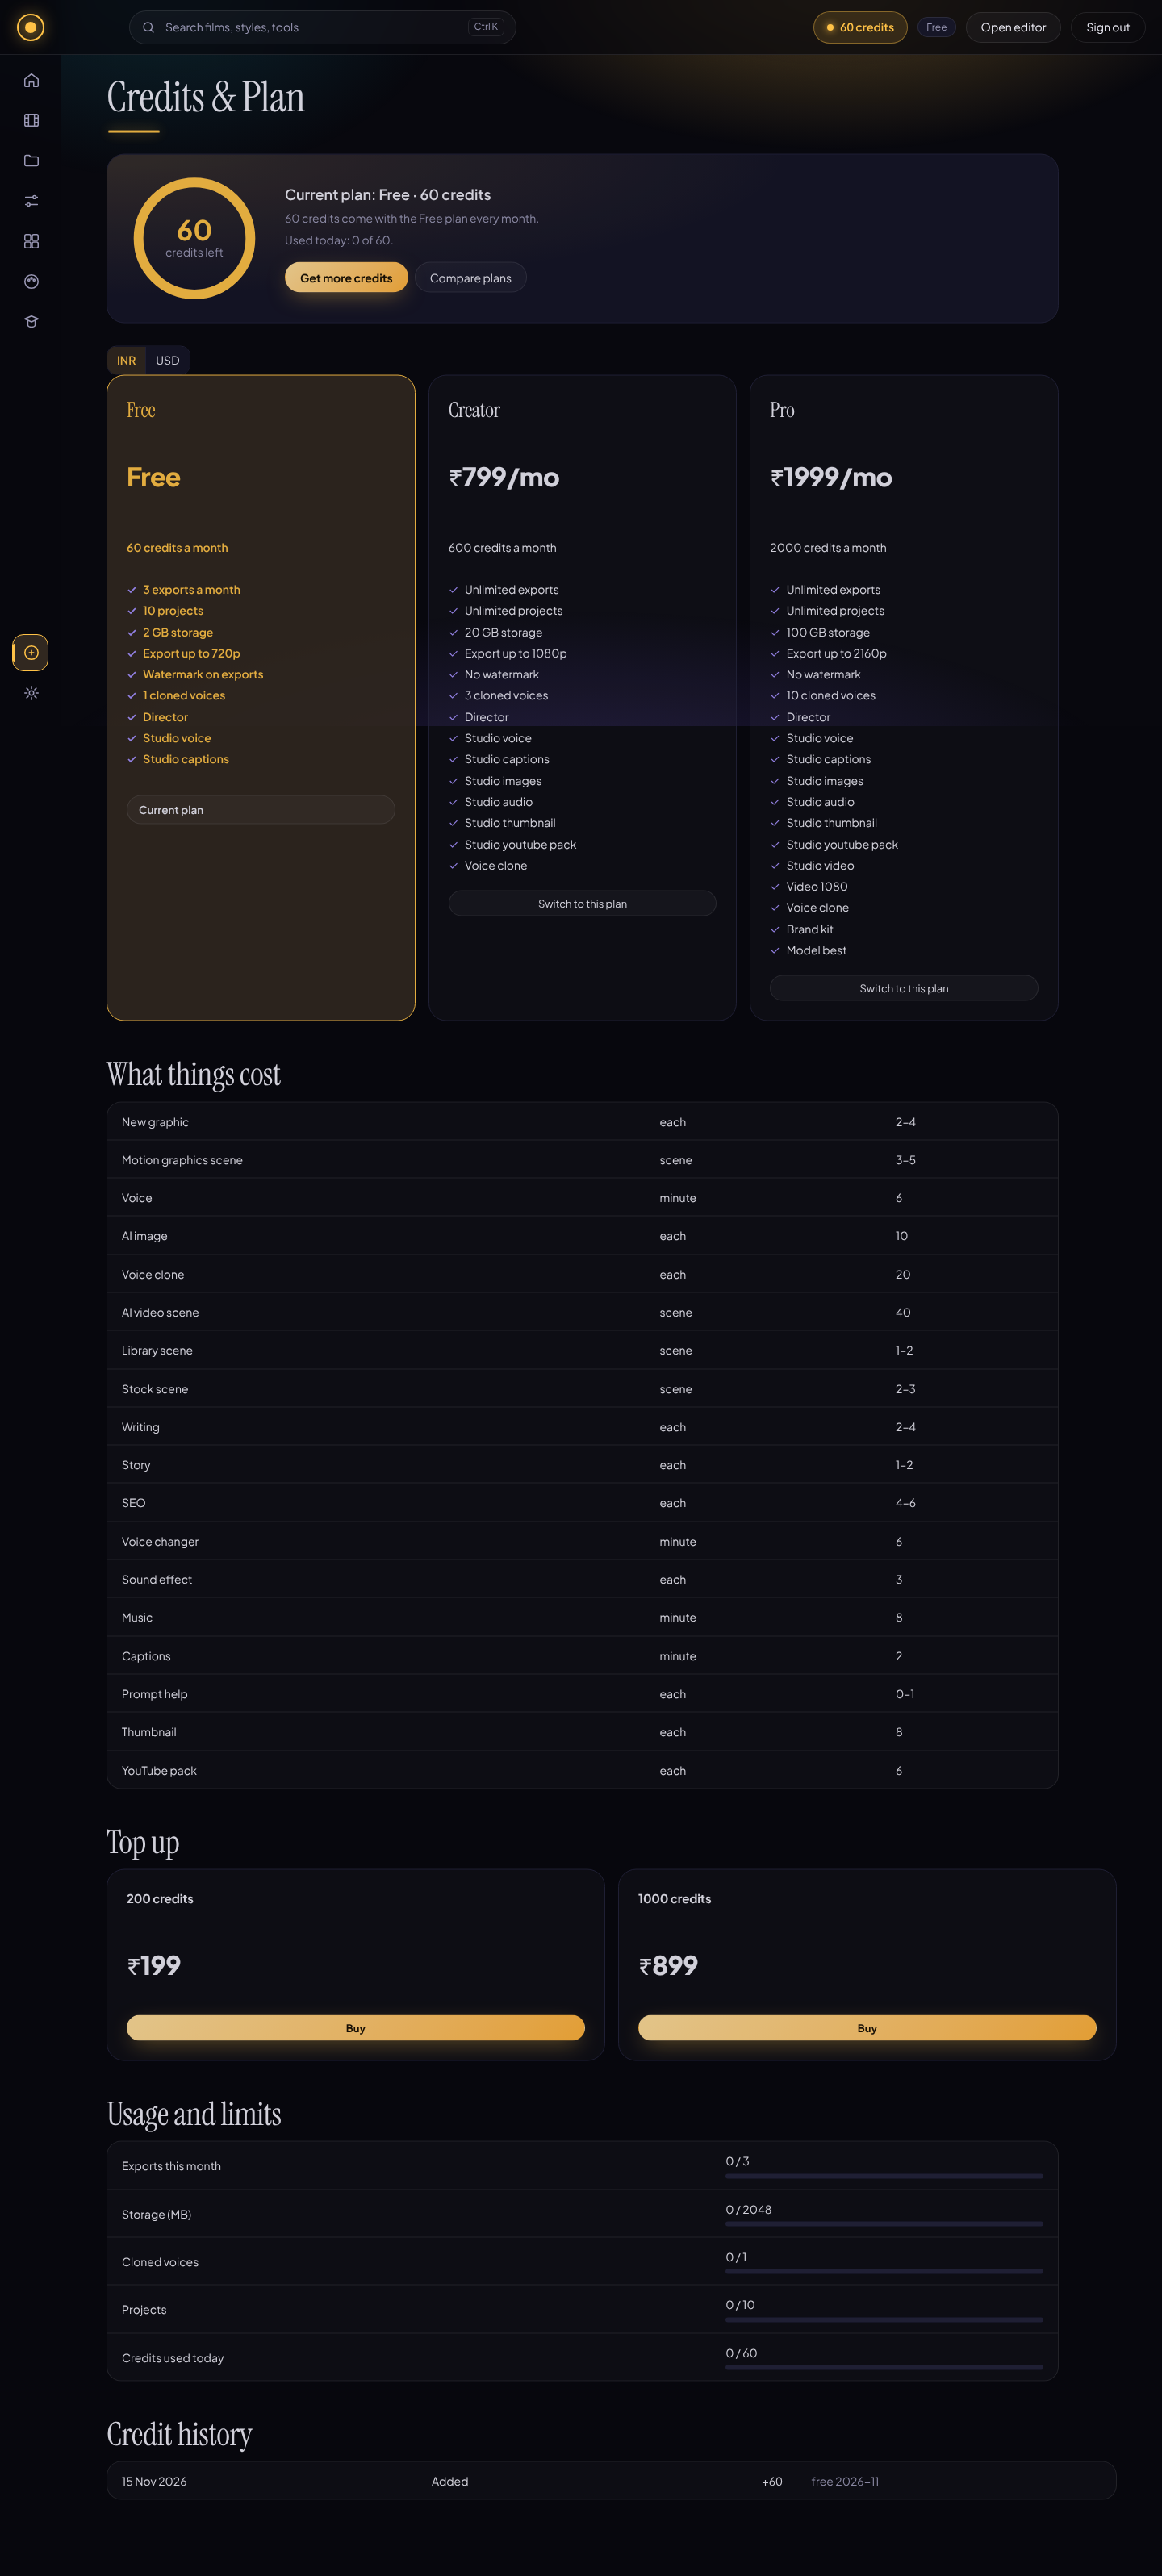 Search films, styles, tools
Ctrl K
60 credits
Free
Open editor
Sign out
Credits & Plan
60
credits left
Current plan: Free · 60 credits
60 credits come with the Free plan every month.
Used today: 0 of 60.
Get more credits
Compare plans
INR
USD
Free
Free
60 credits a month
3 exports a month
10 projects
2 GB storage
Export up to 720p
Watermark on exports
1 cloned voices
Director
Studio voice
Studio captions
Current plan
Creator
₹799/mo
600 credits a month
Unlimited exports
Unlimited projects
20 GB storage
Export up to 1080p
No watermark
3 cloned voices
Director
Studio voice
Studio captions
Studio images
Studio audio
Studio thumbnail
Studio youtube pack
Voice clone
Switch to this plan
Pro
₹1999/mo
2000 credits a month
Unlimited exports
Unlimited projects
100 GB storage
Export up to 2160p
No watermark
10 cloned voices
Director
Studio voice
Studio captions
Studio images
Studio audio
Studio thumbnail
Studio youtube pack
Studio video
Video 1080
Voice clone
Brand kit
Model best
Switch to this plan
What things cost
New graphic each 2–4
Motion graphics scene scene 3–5
Voice minute 6
AI image each 10
Voice clone each 20
AI video scene scene 40
Library scene scene 1–2
Stock scene scene 2–3
Writing each 2–4
Story each 1–2
SEO each 4–6
Voice changer minute 6
Sound effect each 3
Music minute 8
Captions minute 2
Prompt help each 0–1
Thumbnail each 8
YouTube pack each 6
Top up
200 credits
₹199
Buy
1000 credits
₹899
Buy
Usage and limits
Exports this month 0 / 3
Storage (MB) 0 / 2048
Cloned voices 0 / 1
Projects 0 / 10
Credits used today 0 / 60
Credit history
15 Nov 2026 Added +60 free 2026-11